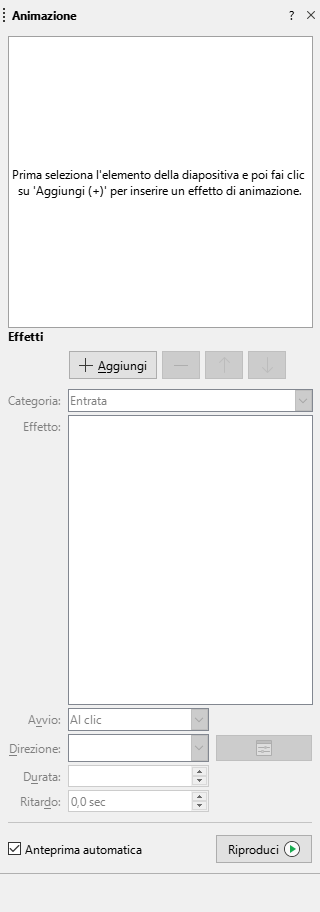 Animazione ?
Prima seleziona l'elemento della diapositiva e poi fai clic
su 'Aggiungi (+)' per inserire un effetto di animazione.
Effetti
Aggiungi
Categoria: Entrata
Effetto:
Avvio: Al clic
Direzione:
Durata:
Ritardo: 0,0 sec
Anteprima automatica Riproduci